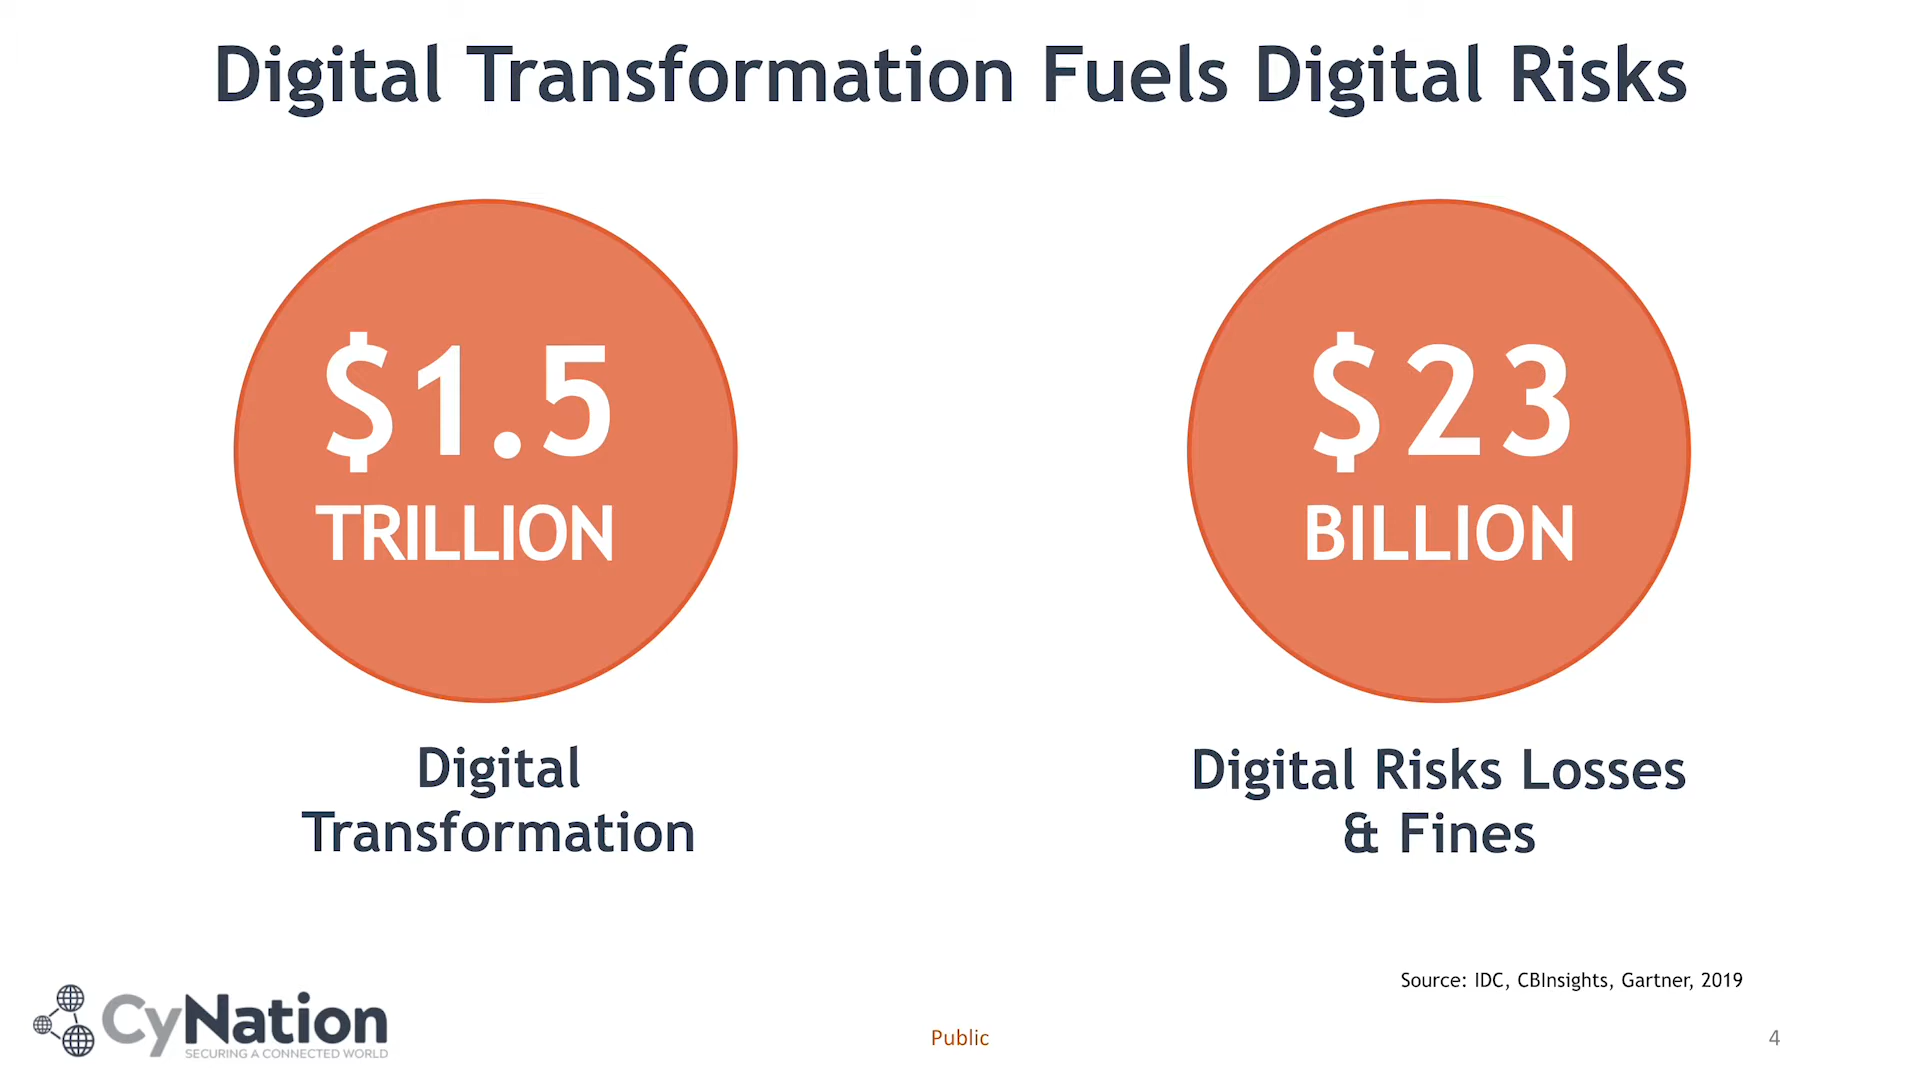 Digital Transformation Fuels Digital Risks
$1.5
TRILLION
$23
BILLION
Digital
Transformation
Digital Risks Losses
& Fines
Source: IDC, CBInsights, Gartner, 2019
CyNation
SECURING A CONNECTED WORLD
Public
4